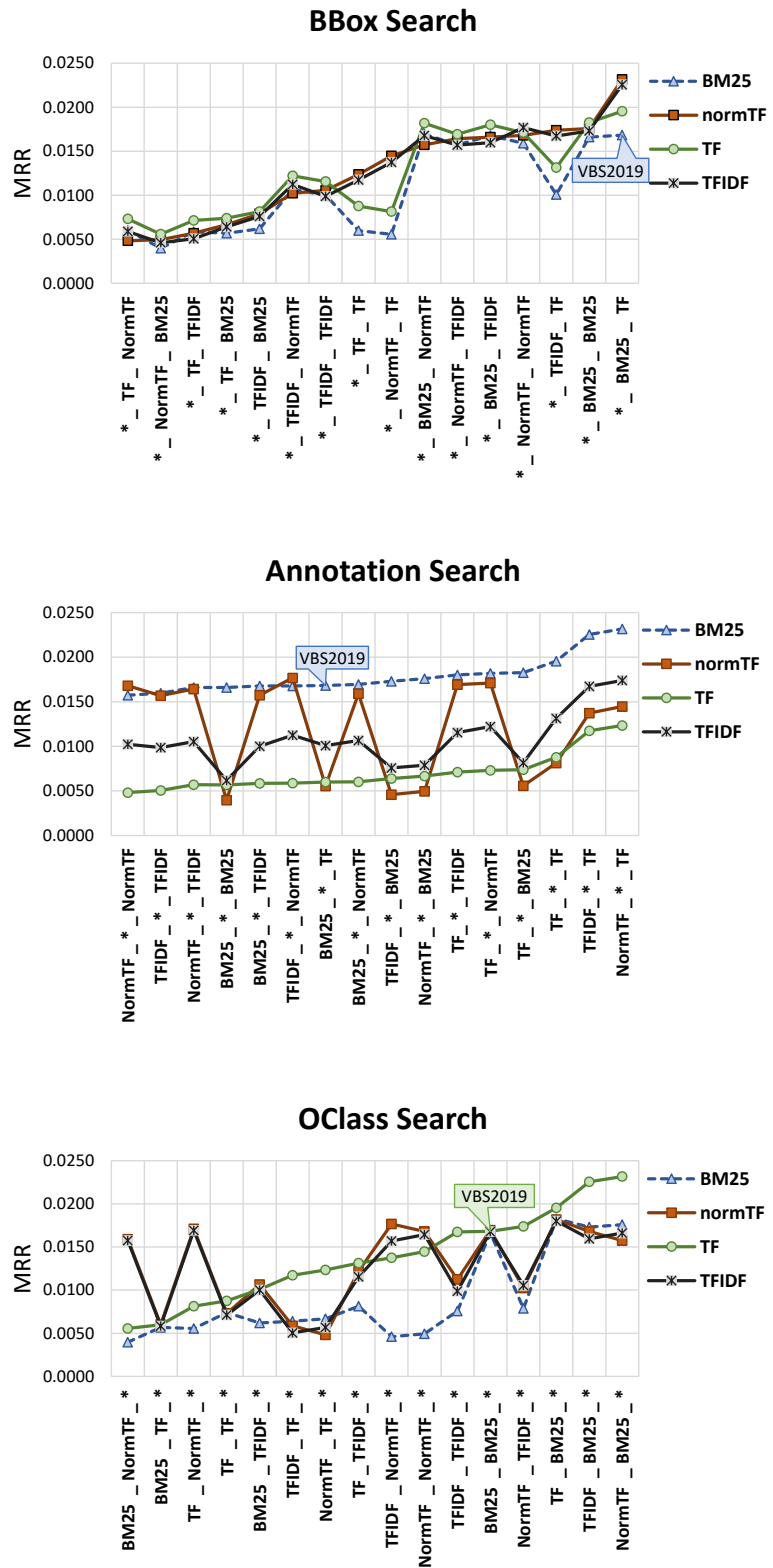 BBox Search
0.0250
0.0200
0.0150
0.0100
0.0050
0.0000
MRR
BM25
normTF
TF
TFIDF
VBS2019
* _ TF _ NormTF
* _ NormTF _ BM25
* _ TF _ TFIDF
* _ TF _ BM25
* _ TFIDF _ BM25
* _ TFIDF _ NormTF
* _ TFIDF _ TFIDF
* _ TF _ TF
* _ NormTF _ TF
* _ BM25 _ NormTF
* _ NormTF _ TFIDF
* _ BM25 _ TFIDF
* _ NormTF _ NormTF
* _ TFIDF _ TF
* _ BM25 _ BM25
* _ BM25 _ TF
Annotation Search
0.0250
0.0200
0.0150
0.0100
0.0050
0.0000
BM25
normTF
TF
TFIDF
VBS2019
NormTF _ * _ NormTF
TFIDF _ * _ TFIDF
NormTF _ * _ TFIDF
BM25 _ * _ BM25
BM25 _ * _ TFIDF
TFIDF _ * _ NormTF
BM25 _ * _ TF
BM25 _ * _ NormTF
TFIDF _ * _ BM25
NormTF _ * _ BM25
TF _ * _ TFIDF
TF _ * _ NormTF
TF _ * _ BM25
TF _ * _ TF
TFIDF _ * _ TF
NormTF _ * _ TF
OClass Search
0.0250
0.0200
0.0150
0.0100
0.0050
0.0000
MRR
BM25
normTF
TF
TFIDF
VBS2019
BM25 _ NormTF _ *
BM25 _ TF _ *
TF _ NormTF _ *
TF _ TF _ *
BM25 _ TFIDF _ *
TFIDF _ TF _ *
NormTF _ TF _ *
TF _ TFIDF _ *
TFIDF _ NormTF _ *
NormTF _ NormTF _ *
TFIDF _ TFIDF _ *
BM25 _ BM25 _ *
NormTF _ TFIDF _ *
TF _ BM25 _ *
TFIDF _ BM25 _ *
NormTF _ BM25 _ *